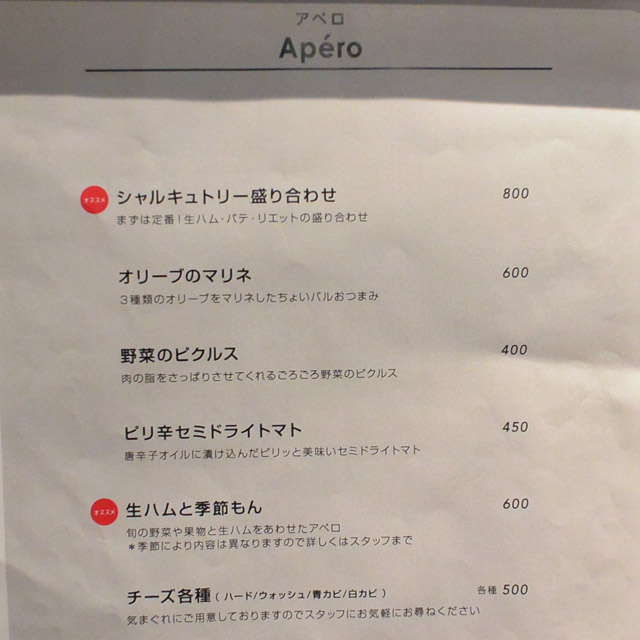 アペロ
Apéro
オススメ シャルキュトリー盛り合わせ 800
まずは定番！生ハム・パテ・リエットの盛り合わせ
オリーブのマリネ 600
３種類のオリーブをマリネしたちょいバルおつまみ
野菜のピクルス 400
肉の脂をさっぱりさせてくれるごろごろ野菜のピクルス
ピリ辛セミドライトマト 450
唐辛子オイルに漬け込んだピリッと美味いセミドライトマト
オススメ 生ハムと季節もん 600
旬の野菜や果物と生ハムをあわせたアペロ
＊季節により内容は異なりますので詳しくはスタッフまで
チーズ各種 ( ハード/ウォッシュ/青カビ/白カビ ) 各種 500
気まぐれにご用意しておりますのでスタッフにお気軽にお尋ねください